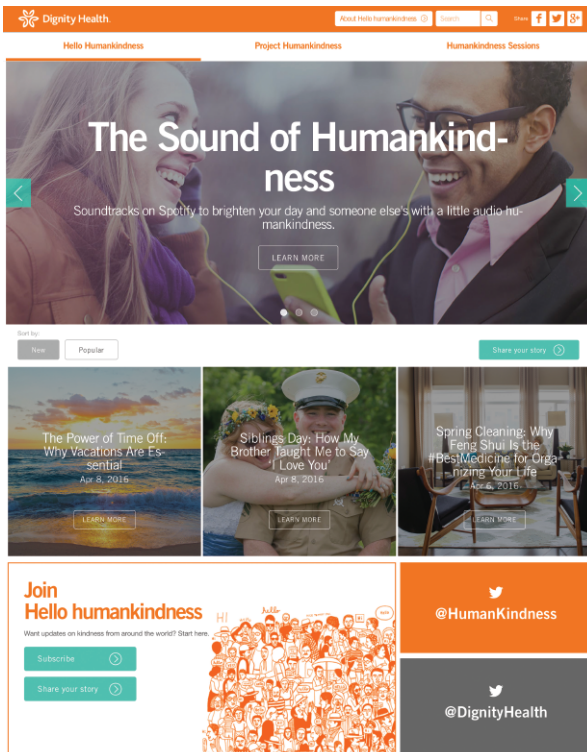 Dignity Health.
About Hello humankindness
Search
Share
Hello Humankindness
Project Humankindness
Humankindness Sessions
The Sound of Humankind-
ness
Soundtracks on Spotify to brighten your day and someone else's with a little audio hu-
mankindness.
LEARN MORE
Sort by:
New
Popular
Share your story
The Power of Time Off:
Why Vacations Are Es-
sential
Apr 8, 2016
LEARN MORE
Siblings Day: How My
Brother Taught Me to Say
'I Love You'
Apr 8, 2016
LEARN MORE
Spring Cleaning: Why
Feng Shui Is the
#BestMedicine for Orga
nizing Your Life
Apr 6, 2016
LEARN MORE
Join
Hello humankindness
Want updates on kindness from around the world? Start here.
Subscribe
Share your story
HI
hello
@HumanKindness
@DignityHealth